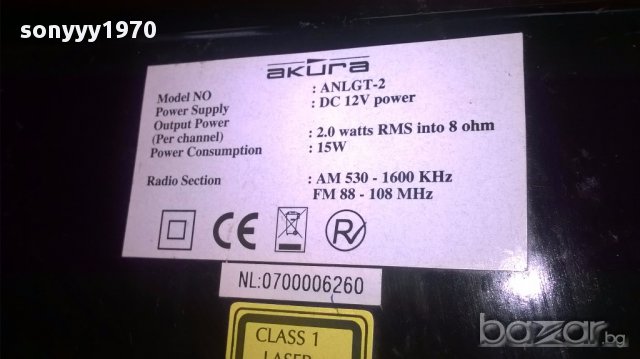 sonyyy1970
akura
Model NO : ANLGT-2
Power Supply : DC 12V power
Output Power : 2.0 watts RMS into 8 ohm
(Per channel)
Power Consumption : 15W
Radio Section : AM 530 - 1600 KHz
FM 88 - 108 MHz
CE
RV
NL:0700006260
CLASS 1
LASER
bazar.bg